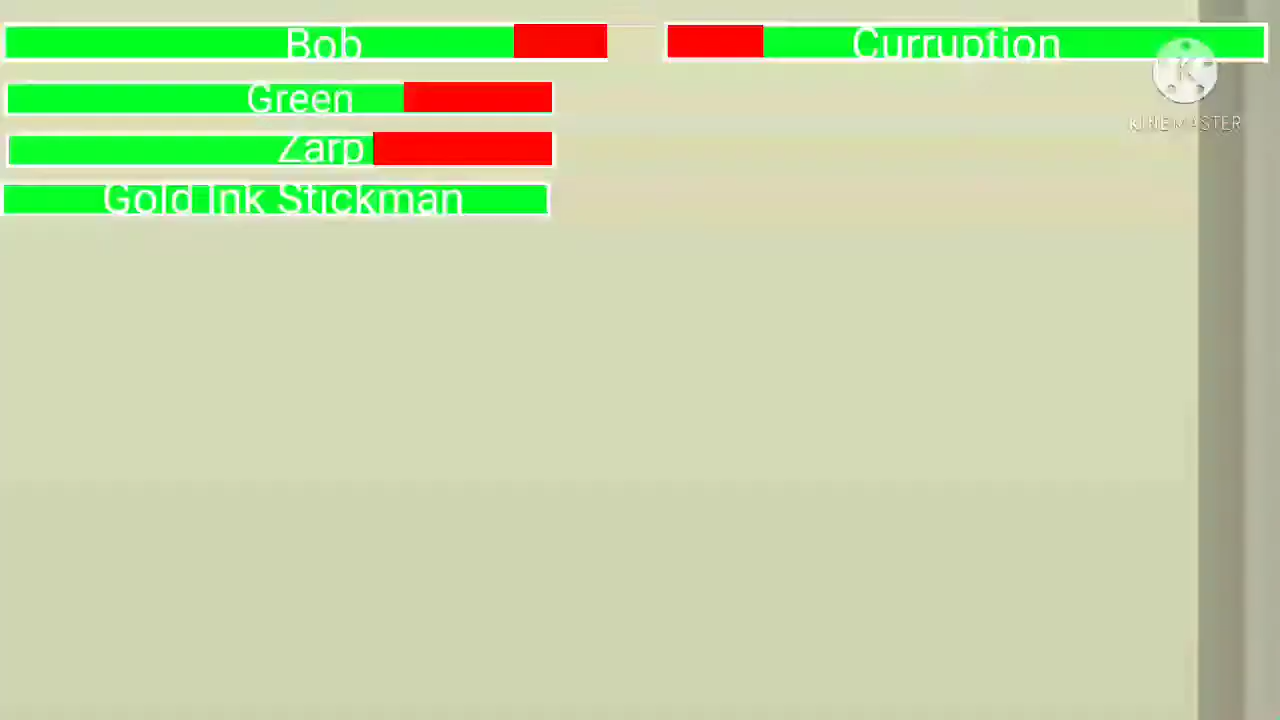 Bob
Curruption
Green
Zarp
Gold Ink Stickman
K
KINEMASTER